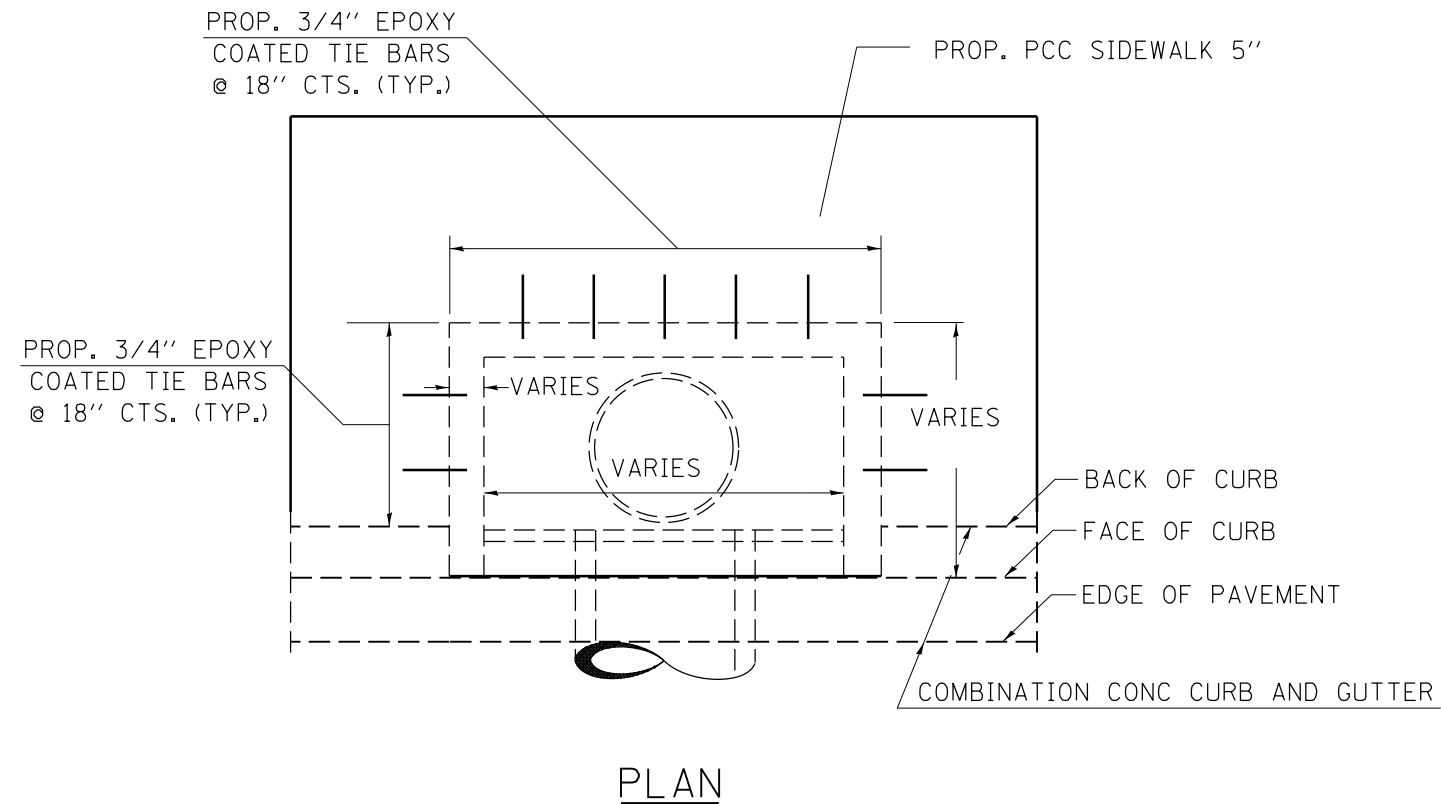 PROP. 3/4" EPOXY
COATED TIE BARS
@ 18" CTS. (TYP.)
PROP. PCC SIDEWALK 5"
PROP. 3/4" EPOXY
COATED TIE BARS
@ 18" CTS. (TYP.)
VARIES
VARIES
VARIES
BACK OF CURB
FACE OF CURB
EDGE OF PAVEMENT
COMBINATION CONC CURB AND GUTTER
PLAN